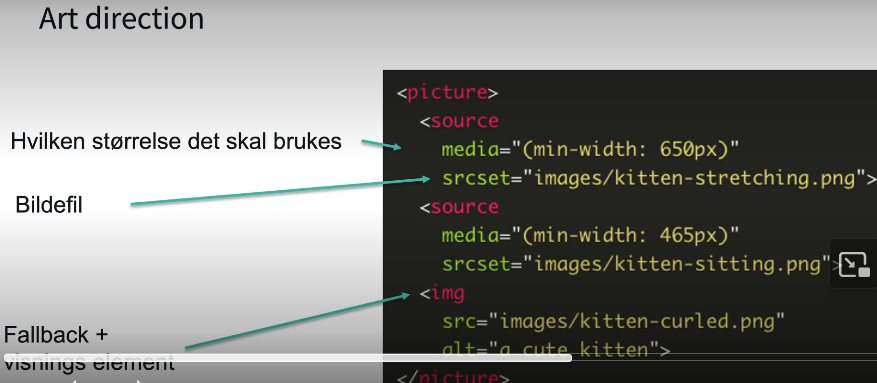 Art direction
Hvilken størrelse det skal brukes
Bildefil
Fallback +
visnings element
<picture>
<source
media="(min-width: 650px)"
srcset="images/kitten-stretching.png">
<source
media="(min-width: 465px)"
srcset="images/kitten-sitting.png">
<img
src="images/kitten-curled.png"
alt="a cute kitten">
</picture>